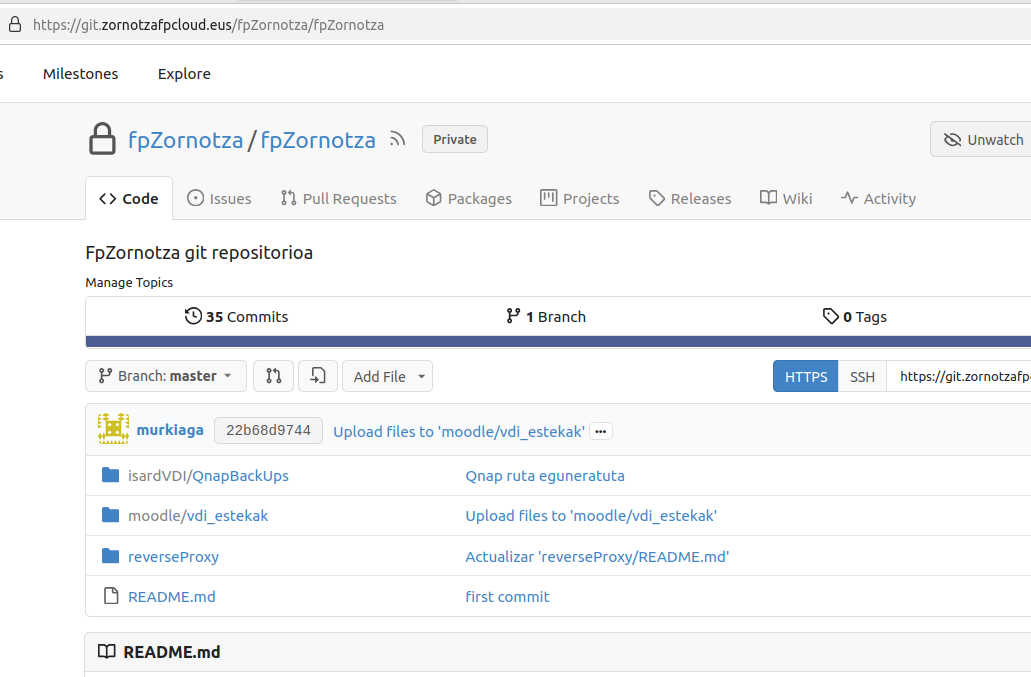 https://git.zornotzafpcloud.eus/fpZornotza/fpZornotza
s Milestones Explore
fpZornotza / fpZornotza Private Unwatch
Code Issues Pull Requests Packages Projects Releases Wiki Activity
FpZornotza git repositorioa
Manage Topics
35 Commits 1 Branch 0 Tags
Branch: master Add File HTTPS SSH https://git.zornotzafp
murkiaga 22b68d9744 Upload files to 'moodle/vdi_estekak' ...
isardVDI/QnapBackUps Qnap ruta eguneratuta
moodle/vdi_estekak Upload files to 'moodle/vdi_estekak'
reverseProxy Actualizar 'reverseProxy/README.md'
README.md first commit
README.md